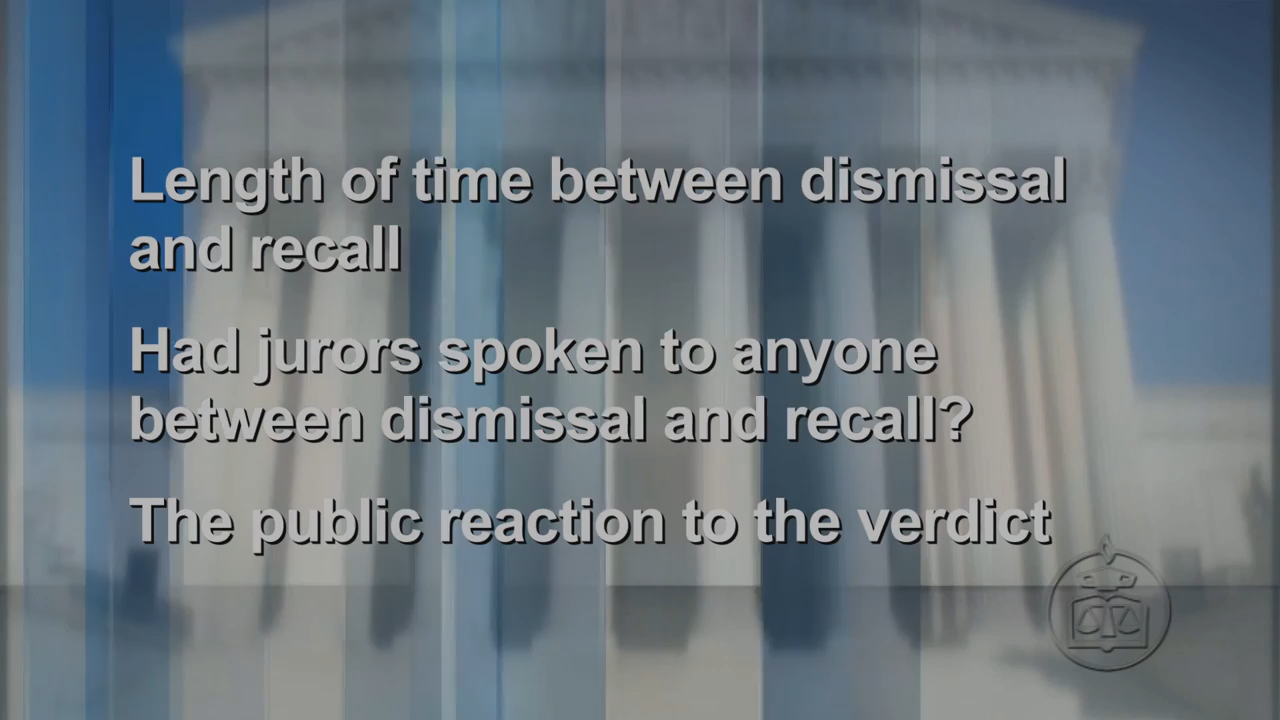 Length of time between dismissal
and recall
Had jurors spoken to anyone
between dismissal and recall?
The public reaction to the verdict